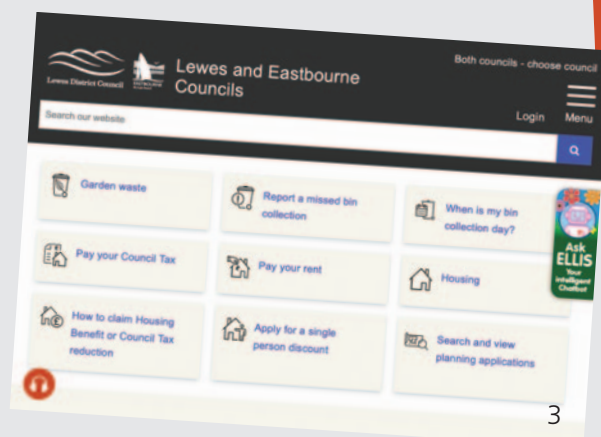 Both councils - choose council
Lewes District Council
Lewes and Eastbourne
Councils
Login
Menu
Search our website
Garden waste
Report a missed bin
collection
When is my bin
collection day?
Pay your Council Tax
Pay your rent
Housing
How to claim Housing
Benefit or Council Tax
reduction
Apply for a single
person discount
Search and view
planning applications
Ask
ELLIS
Your
intelligent
Chatbot
3